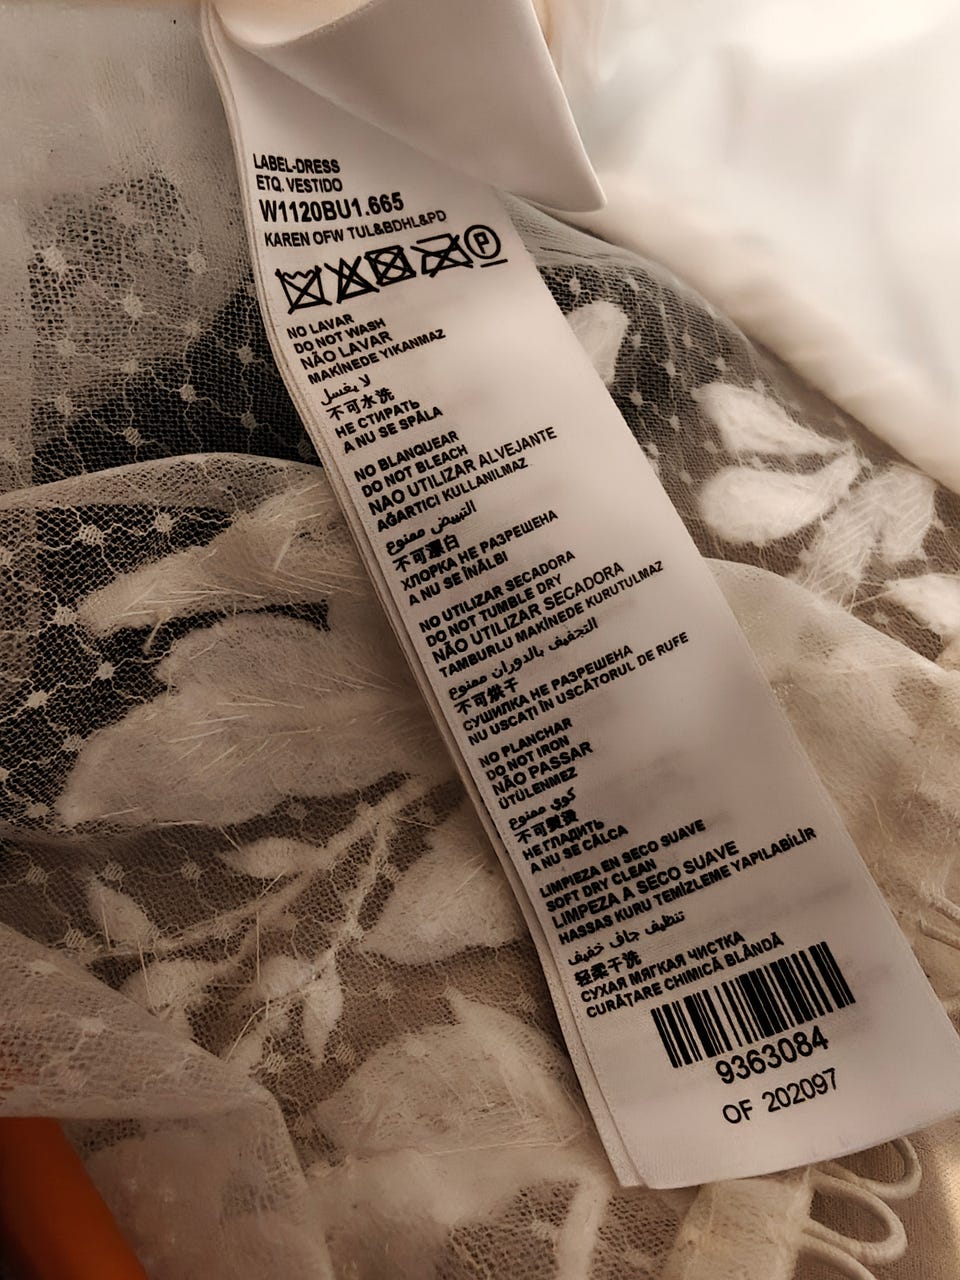 LABEL-DRESS
ETQ. VESTIDO
W1120BU1.665
KAREN OFW TUL&BDHL&PD
P
NO LAVAR
DO NOT WASH
NÃO LAVAR
MAKİNEDE YIKANMAZ
لا يغسل
不可水洗
НЕ СТИРАТЬ
A NU SE SPĂLA
NO BLANQUEAR
DO NOT BLEACH
NAO UTILIZAR ALVEJANTE
AĞARTICI KULLANILMAZ
التبييض ممنوع
不可漂白
ХЛОРКА НЕ РАЗРЕШЕНА
A NU SE ÎNĂLBI
NO UTILIZAR SECADORA
DO NOT TUMBLE DRY
NÃO UTILIZAR SECADORA
TAMBURLU MAKİNEDE KURUTULMAZ
التجفيف بالدوران ممنوع
不可烘干
СУШИЛКА НЕ РАЗРЕШЕНА
NU USCAȚI ÎN USCĂTORUL DE RUFE
NO PLANCHAR
DO NOT IRON
NÃO PASSAR
ÜTÜLENMEZ
كوي ممنوع
不可熨烫
НЕ ГЛАДИТЬ
A NU SE CĂLCA
LIMPIEZA EN SECO SUAVE
SOFT DRY CLEAN
LIMPEZA A SECO SUAVE
HASSAS KURU TEMİZLEME YAPILABİLİR
تنظيف جاف خفيف
轻柔干洗
СУХАЯ МЯГКАЯ ЧИСТКА
CURĂȚARE CHIMICĂ BLÂNDĂ
9363084
OF 202097